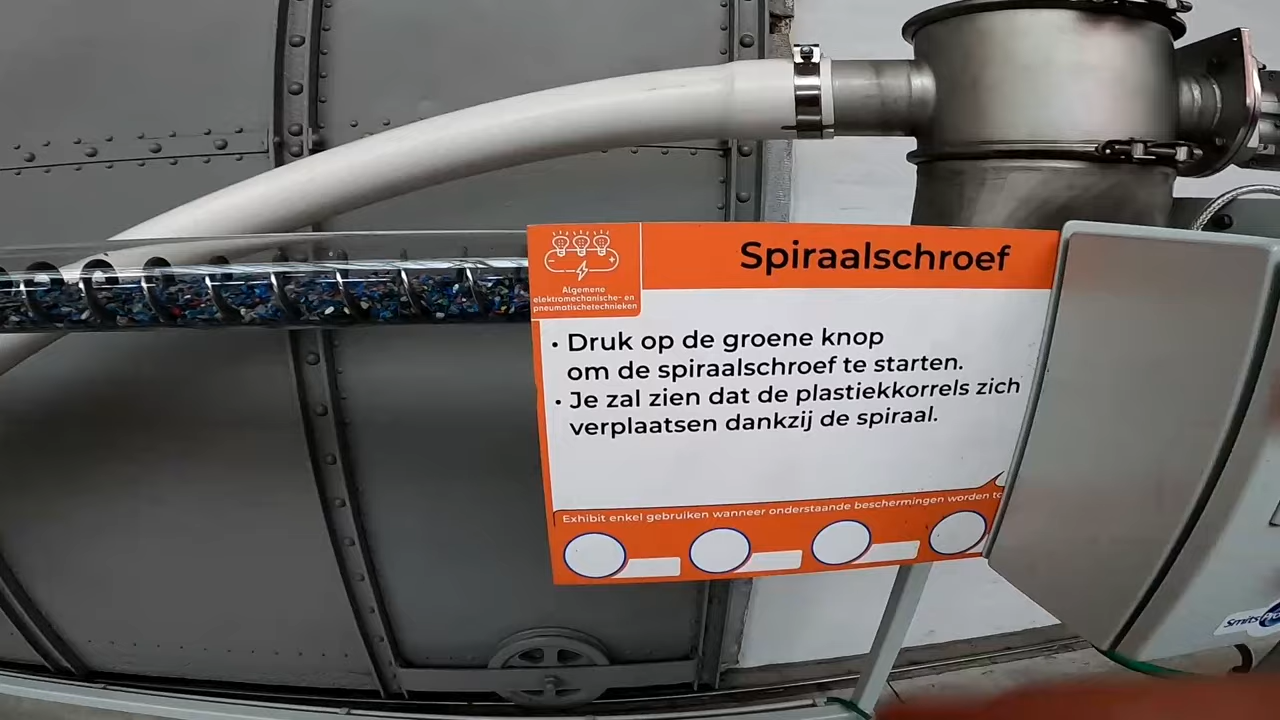 Spiraalschroef
Algemene
elektromechanische- en
pneumatischetechnieken
• Druk op de groene knop
om de spiraalschroef te starten.
• Je zal zien dat de plastiekkorrels zich
verplaatsen dankzij de spiraal.
Exhibit enkel gebruiken wanneer onderstaande beschermingen worden
Smits